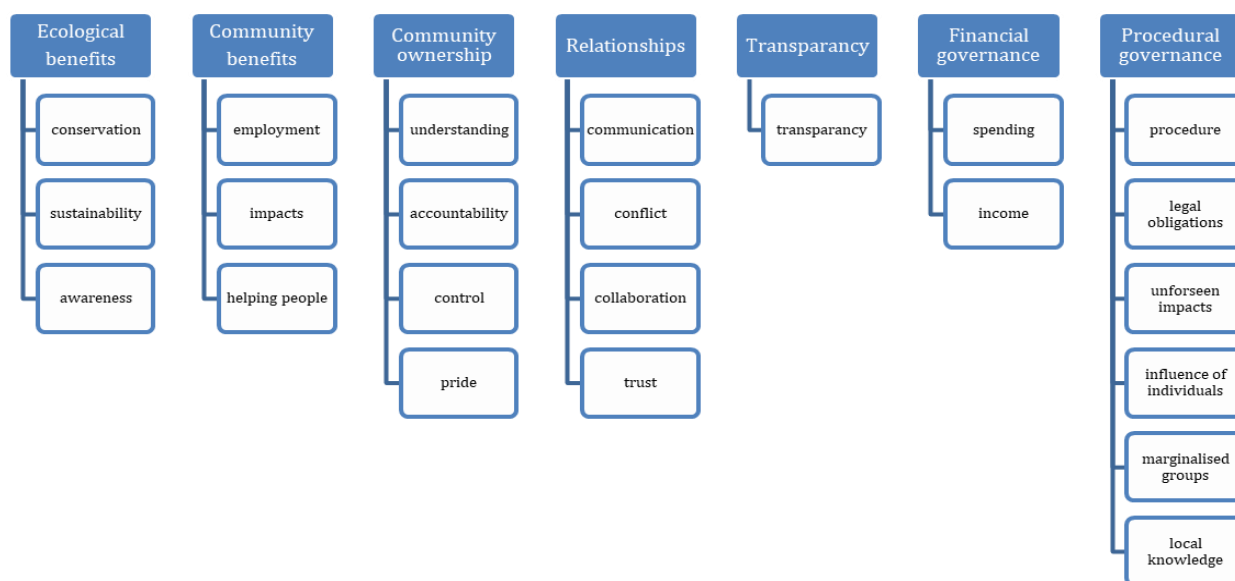 Ecological
benefits
conservation
sustainability
awareness
Community
benefits
employment
impacts
helping people
Community
ownership
understanding
accountability
control
pride
Relationships
communication
conflict
collaboration
trust
Transparancy
transparancy
Financial
governance
spending
income
Procedural
governance
procedure
legal
obligations
unforseen
impacts
influence of
individuals
marginalised
groups
local
knowledge